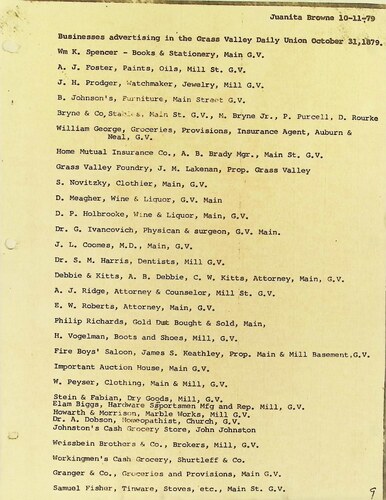 Juanita Browne 10-11-79
Businesses advertising in the Grass Valley Daily Union October 31,1879.
Wm K. Spencer - Books & Stationery, Main G.V.
A. J. Foster, Paints, Oils, Mill St. G.V.
J. H. Prodger, Watchmaker, Jewelry, Mill G.V.
B. Johnson's, Furniture, Main Street G.V.
Bryne & Co, Stables, Main St. G.V., M. Bryne Jr., P. Purcell, D. Rourke
William George, Groceries, Provisions, Insurance Agent, Auburn &
Neal, G.V.
Home Mutual Insurance Co., A. B. Brady Mgr., Main St. G.V.
Grass Valley Foundry, J. M. Lakenan, Prop. Grass Valley
S. Novitzky, Clothier, Main, G.V.
D. Meagher, Wine & Liquor, G.V. Main
D. P. Holbrooke, Wine & Liquor, Main, G.V.
Dr. G. Ivancovich, Physican & surgeon, G.V. Main.
J. L. Coomes, M.D., Main, G.V.
Dr. S. M. Harris, Dentists, Mill G.V.
Debbie & Kitts, A. B. Debbie, C. W. Kitts, Attorney, Main, G.V.
A. J. Ridge, Attorney & Counselor, Mill St. G.V.
E. W. Roberts, Attorney, Main, G.V.
Philip Richards, Gold Dust Bought & Sold, Main,
H. Vogelman, Boots and Shoes, Mill, G.V.
Fire Boys' Saloon, James S. Keathley, Prop. Main & Mill Basement.G.V.
Important Auction House, Main G.V.
W. Peyser, Clothing, Main & Mill, G.V.
Stein & Fabian, Dry Goods, Mill, G.V.
Elam Biggs, Hardware Ssportsmen Mfg and Rep. Mill, G.V.
Howarth & Morrison, Marble Works, Mill G.V.
Dr. A. Dobson, Homeopathist, Church, G.V.
Johnston's Cash Grocery Store, John Johnston
Weissbein Brothers & Co., Brokers, Mill, G.V.
Workingmen's Cash Grocery, Shurtleff & Co.
Granger & Co., Groceries and Provisions, Main G.V.
Samuel Fisher, Tinware, Stoves, etc., Main St. G.V.
9